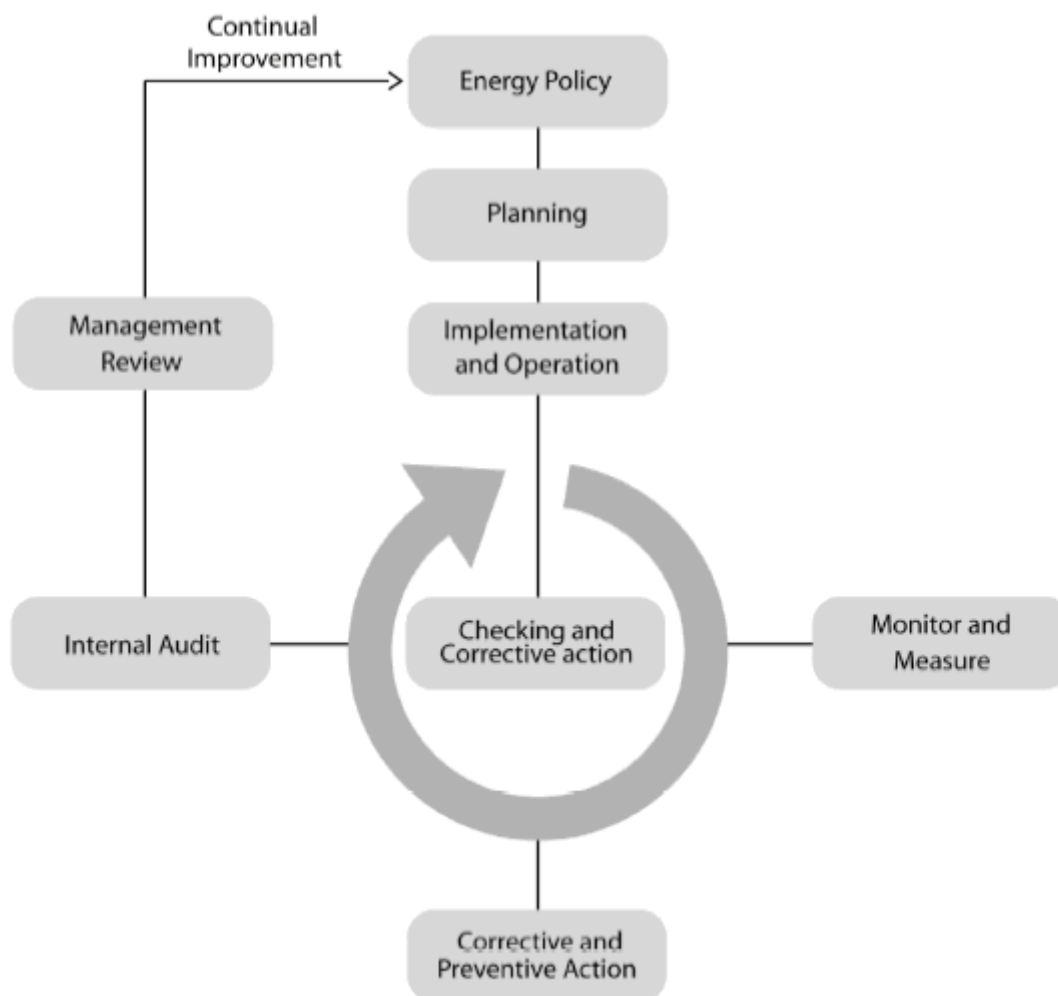 Continual
Improvement
Energy Policy
Planning
Management
Review
Implementation
and Operation
Internal Audit
Checking and
Corrective action
Monitor and
Measure
Corrective and
Preventive Action